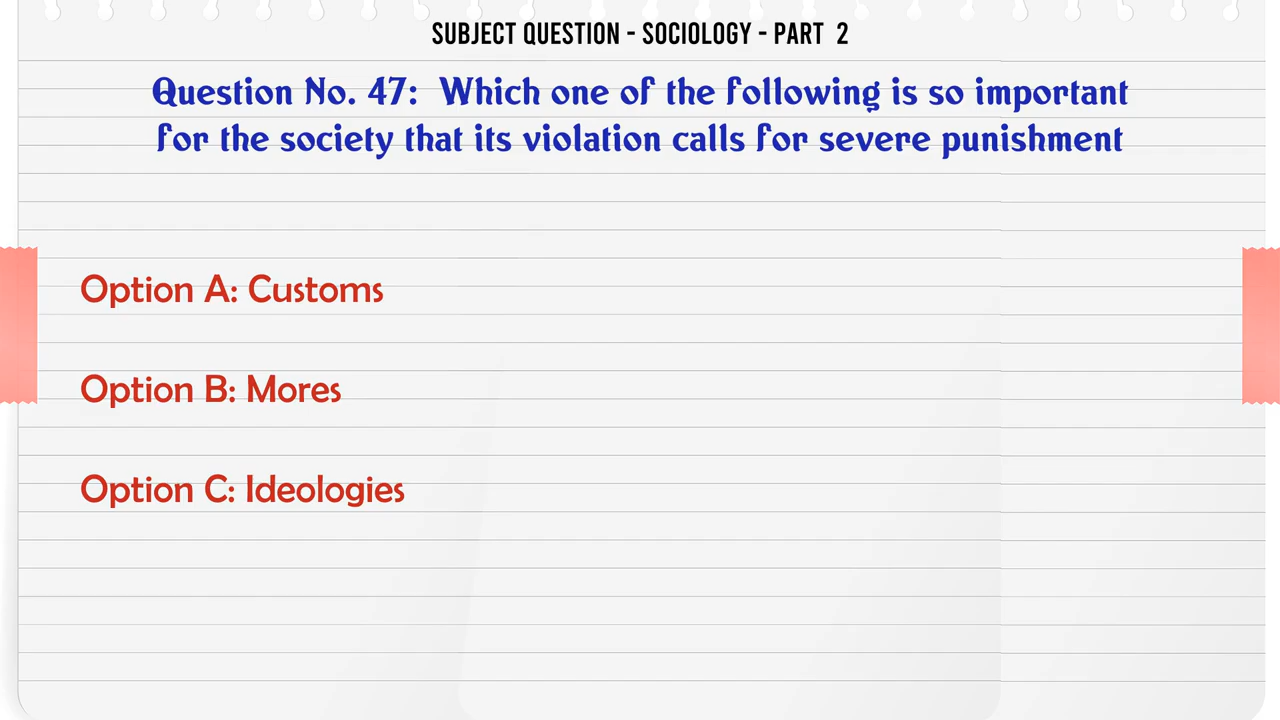 SUBJECT QUESTION - SOCIOLOGY - PART 2
Question No. 47: Which one of the following is so important
for the society that its violation calls for severe punishment
Option A: Customs
Option B: Mores
Option C: Ideologies